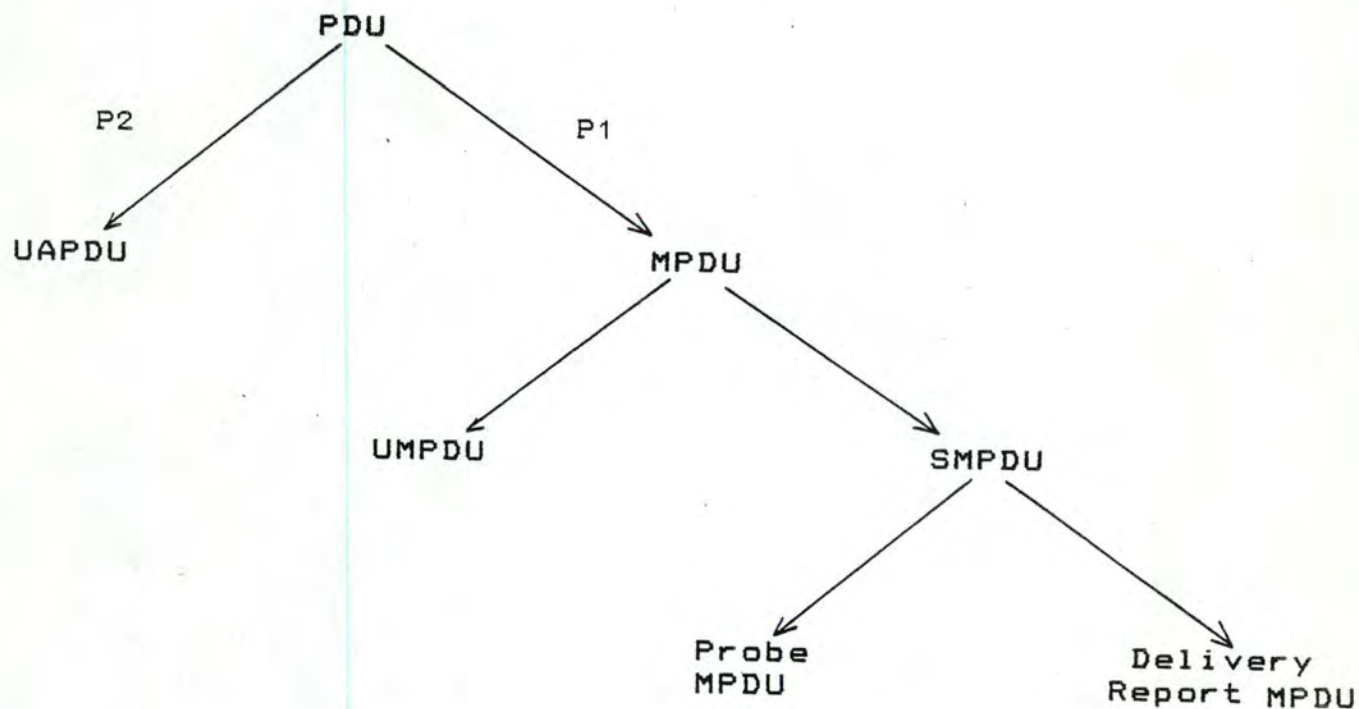 PDU
P2
P1
UAPDU
MPDU
UMPDU
SMPDU
Probe
MPDU
Delivery
Report MPDU